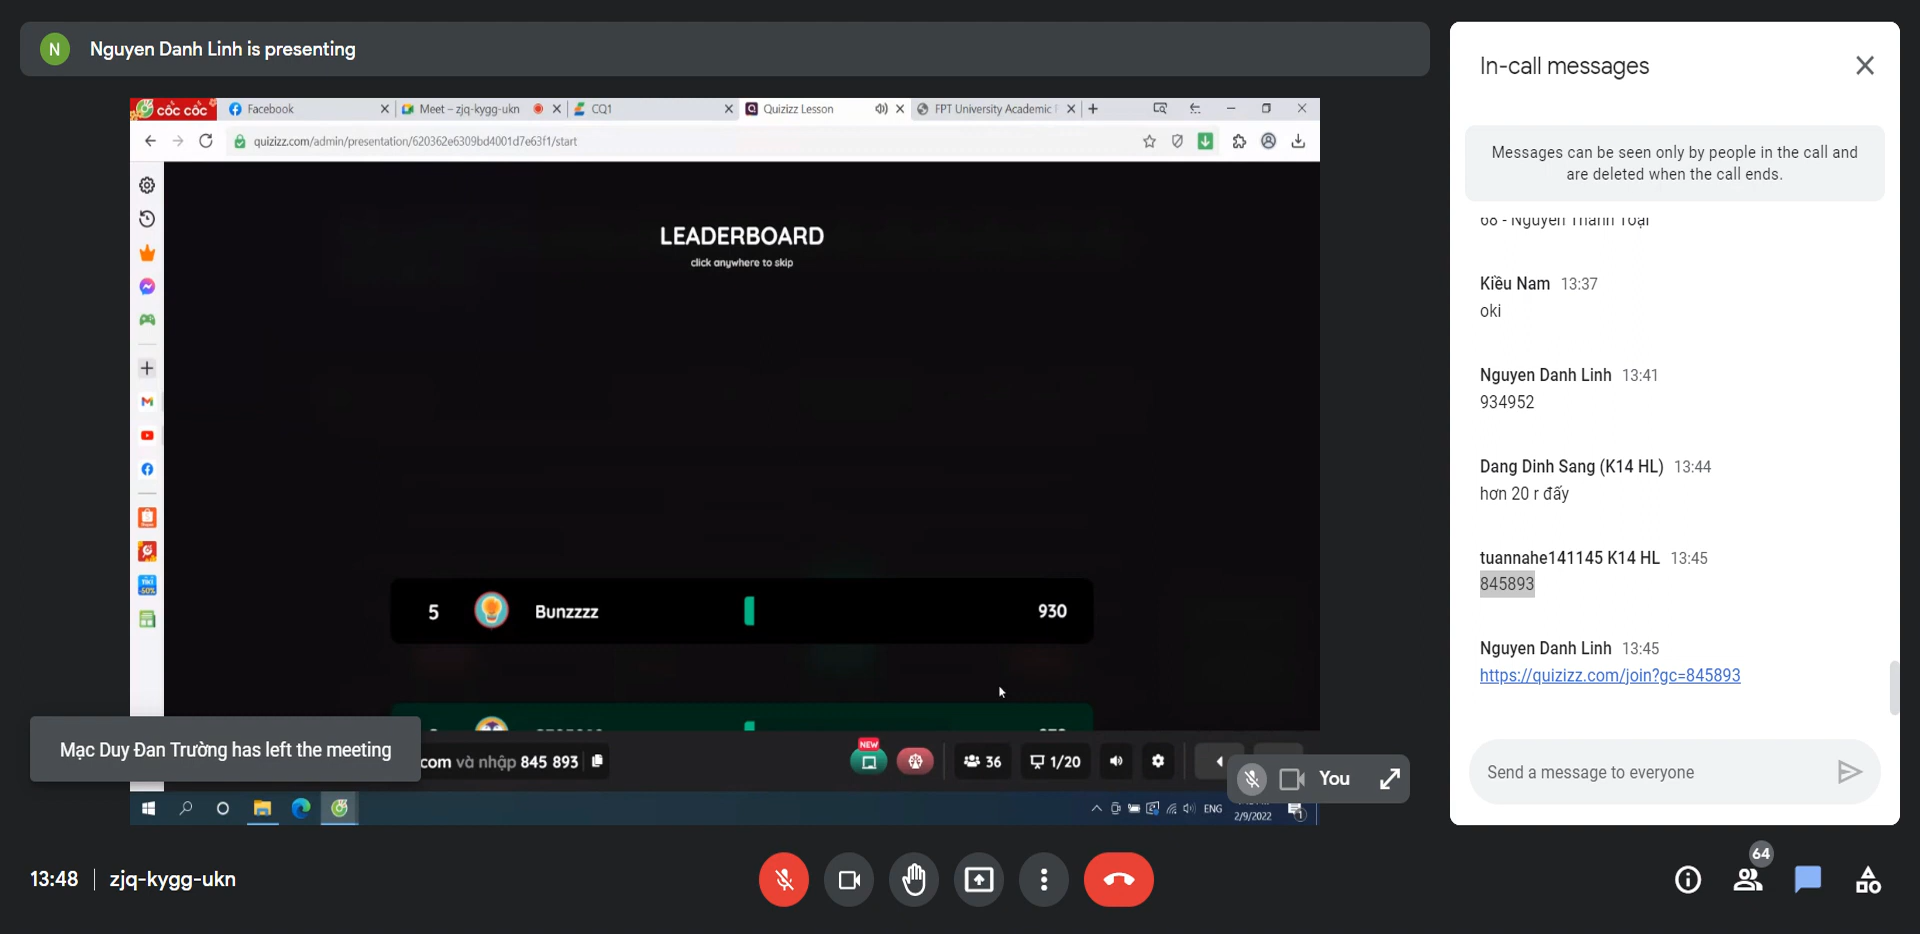 N
Nguyen Danh Linh is presenting
cốc cốc
Facebook
Meet – zjq-kygg-ukn
CQ1
Quizizz Lesson
FPT University Academic
quizizz.com/admin/presentation/620362e6309bd4001d7e63f1/start
LEADERBOARD
click anywhere to skip
5 Bunzzzz 930
Mạc Duy Đan Trường has left the meeting
com và nhập 845 893
NEW
36
1/20
You
ENG
2/9/2022
13:48 | zjq-kygg-ukn
64
In-call messages
Messages can be seen only by people in the call and
are deleted when the call ends.
68 - Nguyen Thanh Toại
Kiều Nam 13:37
oki
Nguyen Danh Linh 13:41
934952
Dang Dinh Sang (K14 HL) 13:44
hơn 20 r đấy
tuannahe141145 K14 HL 13:45
845893
Nguyen Danh Linh 13:45
https://quizizz.com/join?gc=845893
Send a message to everyone